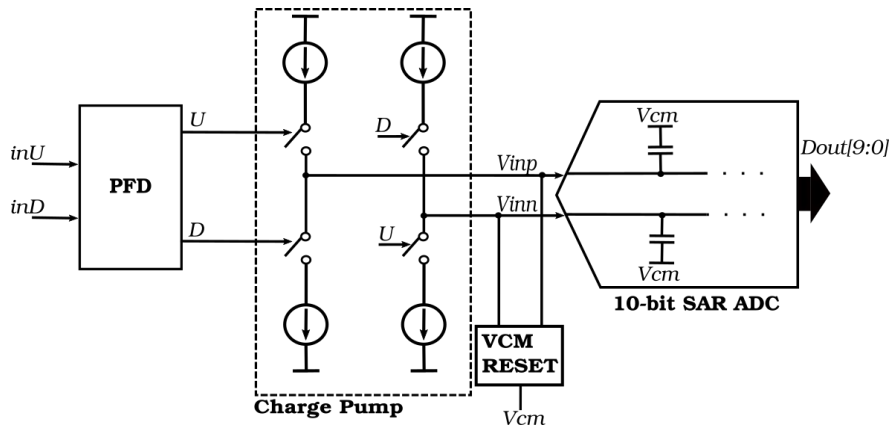 inU
inD
PFD
U
D
D
U
Charge Pump
Vinp
Vinn
VCM
RESET
Vcm
Vcm
Vcm
10-bit SAR ADC
Dout[9:0]